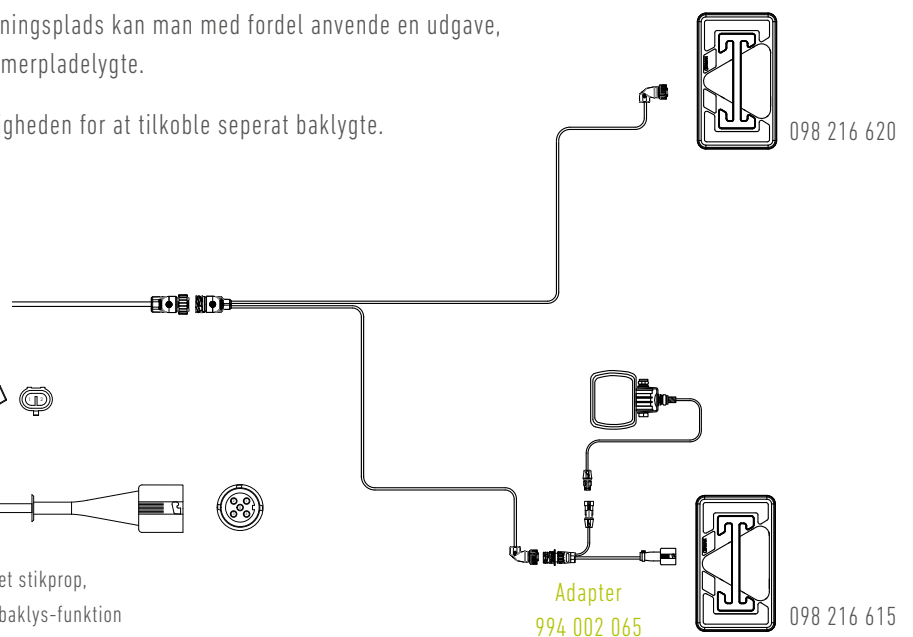 ningsplads kan man med fordel anvende en udgave,
merpladelygte.
igheden for at tilkoble seperat baklygte.
098 216 620
et stikprop,
baklys-funktion
Adapter
994 002 065
098 216 615